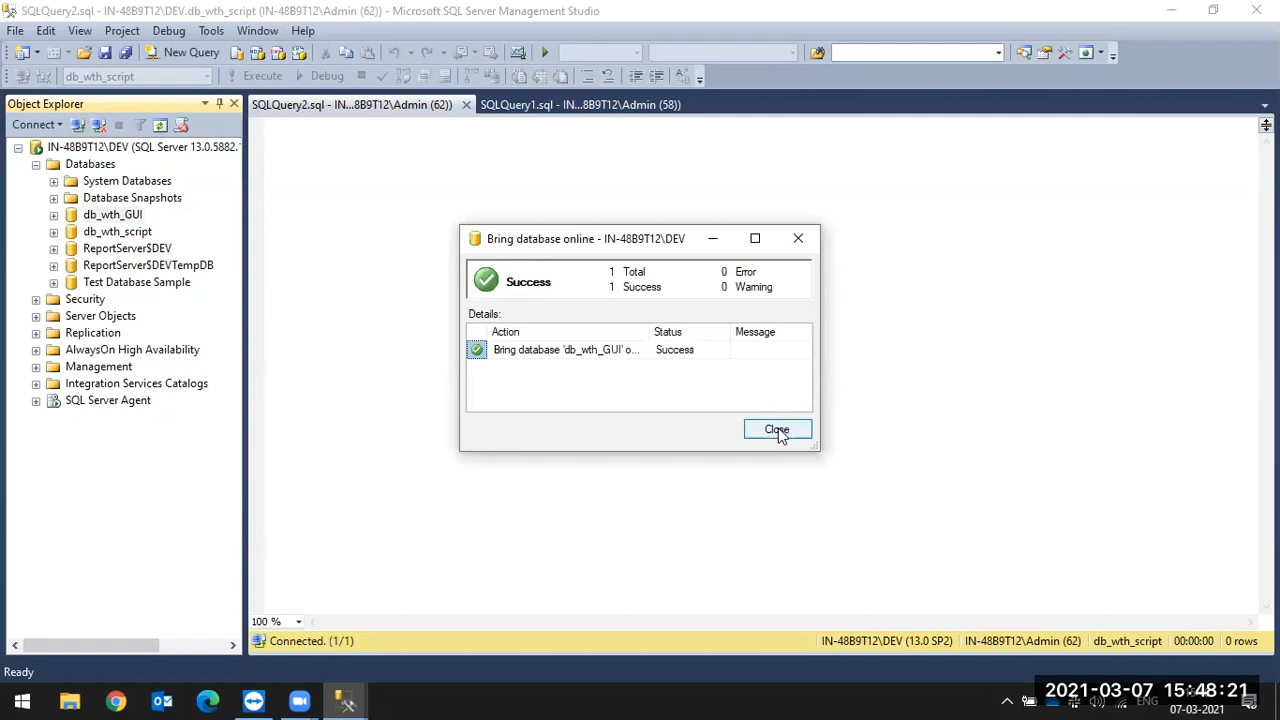 SQLQuery2.sql - IN-48B9T12\DEV.db_wth_script (IN-48B9T12\Admin (62)) - Microsoft SQL Server Management Studio
File Edit View Project Debug Tools Window Help
New Query
db_wth_script Execute Debug
Object Explorer
SQLQuery2.sql - IN...8B9T12\Admin (62))
SQLQuery1.sql - IN...8B9T12\Admin (58))
Connect
IN-48B9T12\DEV (SQL Server 13.0.5882.
Databases
System Databases
Database Snapshots
db_wth_GUI
db_wth_script
ReportServer$DEV
ReportServer$DEVTempDB
Test Database Sample
Security
Server Objects
Replication
AlwaysOn High Availability
Management
Integration Services Catalogs
SQL Server Agent
Bring database online - IN-48B9T12\DEV
Success
1 Total 0 Error
1 Success 0 Warning
Details:
Action Status Message
Bring database 'db_wth_GUI' o... Success
Close
100 %
Connected. (1/1) IN-48B9T12\DEV (13.0 SP2) IN-48B9T12\Admin (62) db_wth_script 00:00:00 0 rows
Ready
2021-03-07 15:48:21
ENG
07-03-2021